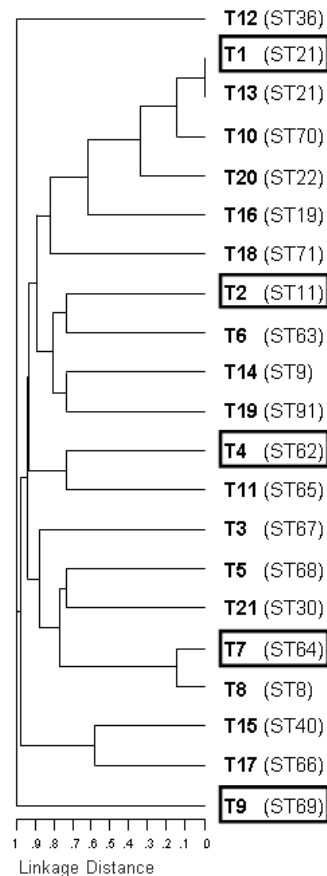 T12 (ST36)
T1 (ST21)
T13 (ST21)
T10 (ST70)
T20 (ST22)
T16 (ST19)
T18 (ST71)
T2 (ST11)
T6 (ST63)
T14 (ST9)
T19 (ST91)
T4 (ST62)
T11 (ST65)
T3 (ST67)
T5 (ST68)
T21 (ST30)
T7 (ST64)
T8 (ST8)
T15 (ST40)
T17 (ST66)
T9 (ST69)
1 .9 .8 .7 .6 .5 .4 .3 .2 .1 0
Linkage Distance